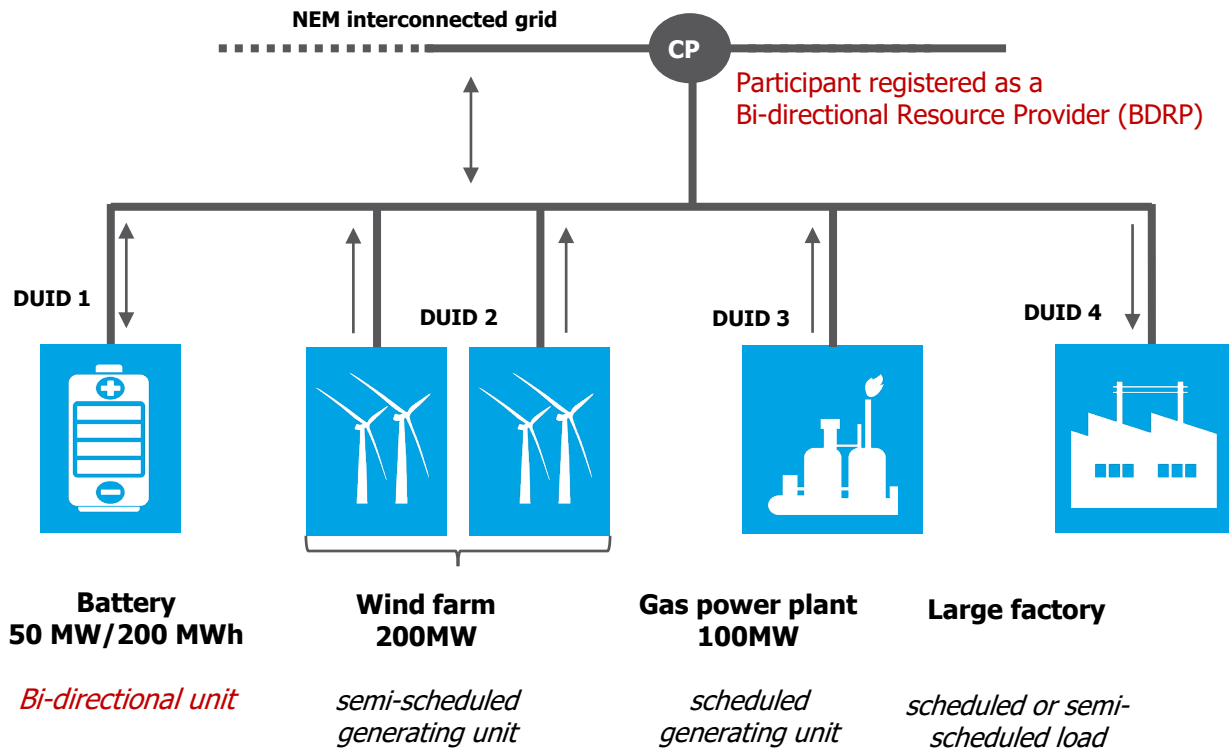 NEM interconnected grid
CP
Participant registered as a
Bi-directional Resource Provider (BDRP)
DUID 1
DUID 2
DUID 3
DUID 4
Battery
50 MW/200 MWh
Wind farm
200MW
Gas power plant
100MW
Large factory
Bi-directional unit
semi-scheduled
generating unit
scheduled
generating unit
scheduled or semi-
scheduled load